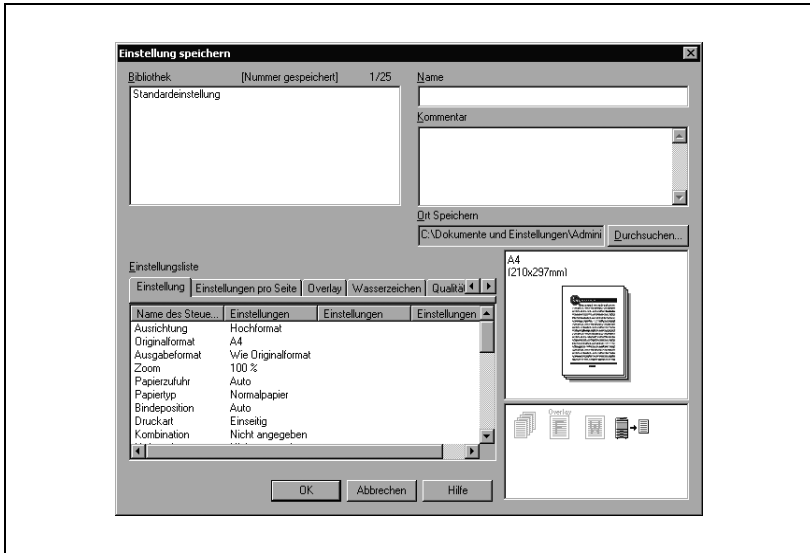 Einstellung speichern
Bibliothek [Nummer gespeichert] 1/25
Standardeinstellung
Name
Kommentar
Ort Speichern
C:\Dokumente und Einstellungen\Admini Durchsuchen...
Einstellungsliste
Einstellung Einstellungen pro Seite Overlay Wasserzeichen Qualitä
Name des Steue... Einstellungen Einstellungen Einstellungen
Ausrichtung Hochformat
Originalformat A4
Ausgabeformat Wie Originalformat
Zoom 100 %
Papierzufuhr Auto
Papiertyp Normalpapier
Bindeposition Auto
Druckart Einseitig
Kombination Nicht angegeben
A4
(210x297mm)
Overlay
OK Abbrechen Hilfe